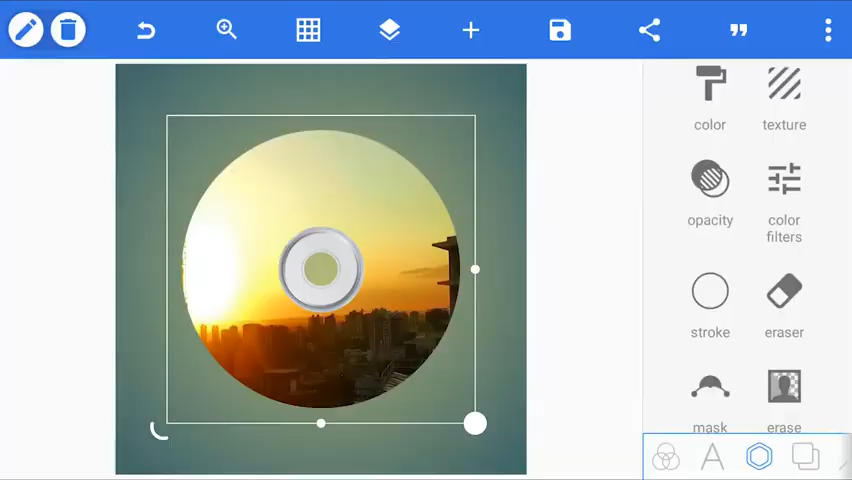 color texture
opacity color filters
stroke eraser
mask erase